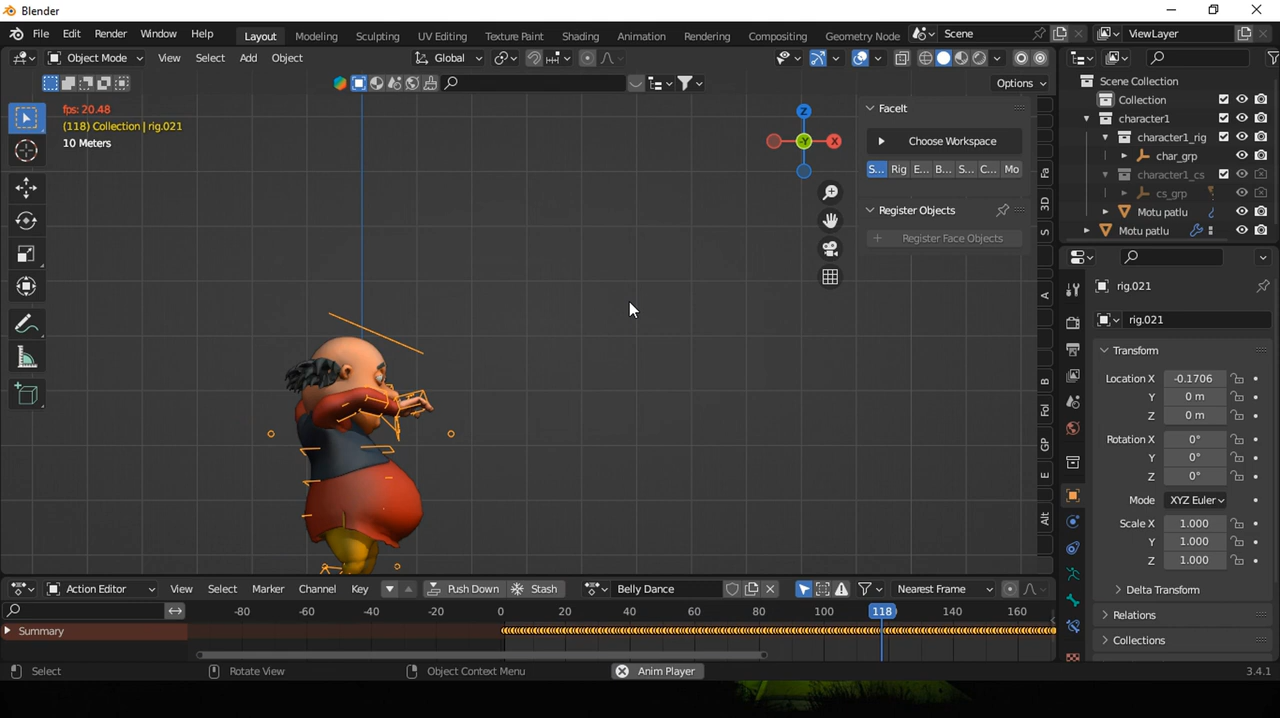 Blender
File Edit Render Window Help Layout Modeling Sculpting UV Editing Texture Paint Shading Animation Rendering Compositing Geometry Node Scene ViewLayer
Object Mode View Select Add Object Global
Options
fps: 20.48
(118) Collection | rig.021
10 Meters
Z
-Y
X
FaceIt
Choose Workspace
S... Rig E... B... S... C... Mo
Register Objects
Register Face Objects
Fa
3D
S
A
B
Fol
GP
E
Alt
Scene Collection
Collection
character1
character1_rig
char_grp
character1_cs
cs_grp
Motu patlu
Motu patlu
rig.021
rig.021
Transform
Location X -0.1706
Y 0 m
Z 0 m
Rotation X 0°
Y 0°
Z 0°
Mode XYZ Euler
Scale X 1.000
Y 1.000
Z 1.000
Delta Transform
Relations
Collections
Action Editor View Select Marker Channel Key Push Down Stash Belly Dance Nearest Frame
-80 -60 -40 -20 0 20 40 60 80 100 118 140 160
Summary
Select Rotate View Object Context Menu Anim Player 3.4.1